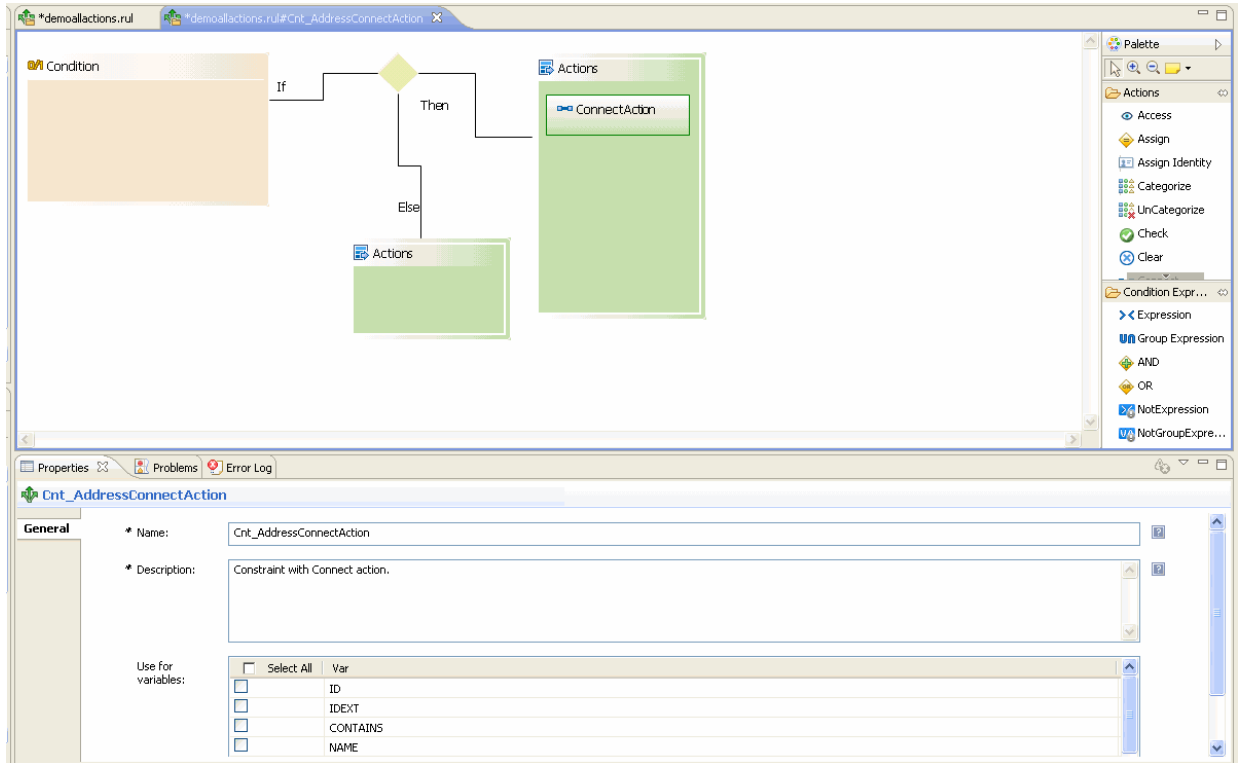 *demoallactions.rul
*demoallactions.rul#Cnt_AddressConnectAction
Condition
If
Then
Else
Actions
ConnectAction
Actions
Palette
Actions
Access
Assign
Assign Identity
Categorize
UnCategorize
Check
Clear
Condition Expr...
Expression
Group Expression
AND
OR
NotExpression
NotGroupExpre...
Properties
Problems
Error Log
Cnt_AddressConnectAction
General
* Name:
Cnt_AddressConnectAction
* Description:
Constraint with Connect action.
Use for
variables:
Select All Var
ID
IDEXT
CONTAINS
NAME